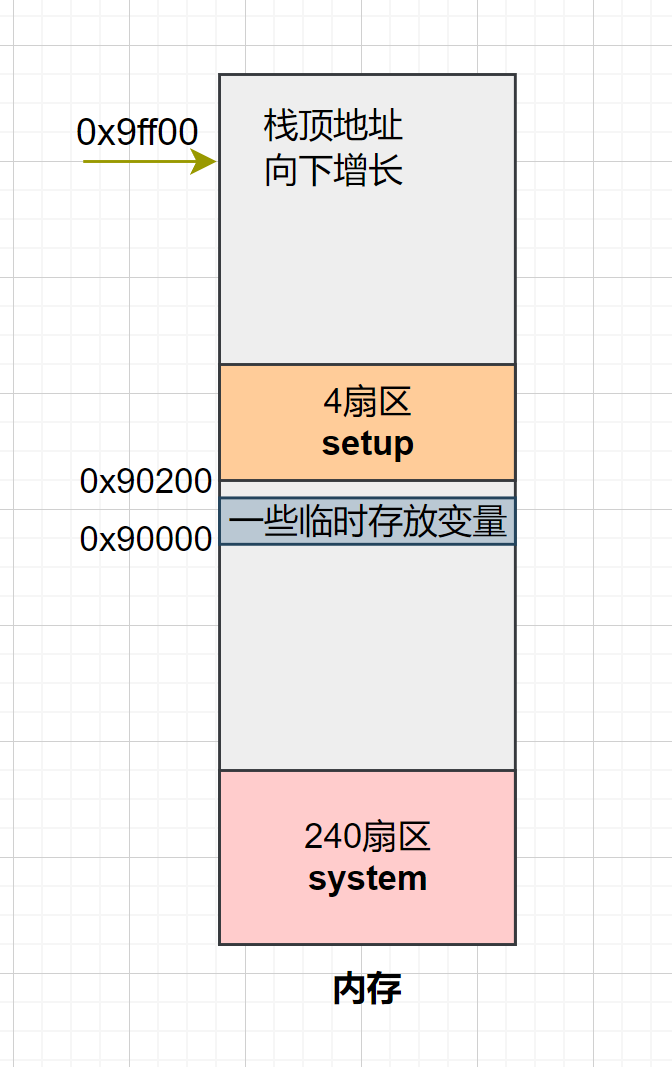 0x9ff00
栈顶地址
向下增长
4扇区
setup
0x90200
一些临时存放变量
0x90000
240扇区
system
内存